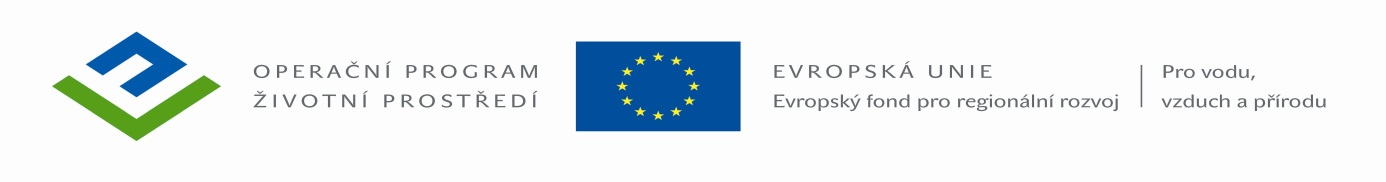 OPERAČNÍ PROGRAM
ŽIVOTNÍ PROSTŘEDÍ
EVROPSKÁ UNIE
Evropský fond pro regionální rozvoj
Pro vodu,
vzduch a přírodu